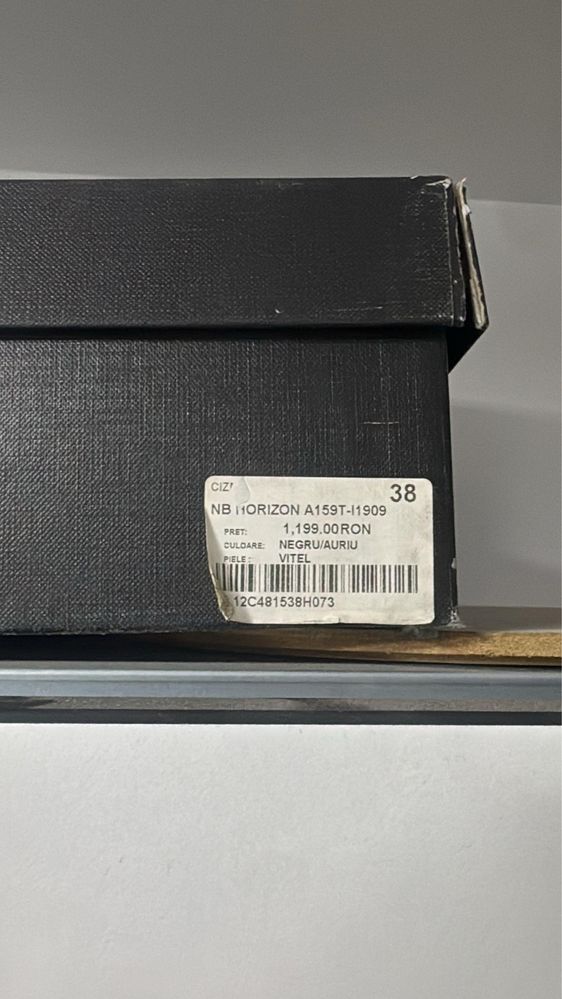 38
NB HORIZON A159T-I1909
PRET: 1,199.00RON
CULOARE: NEGRU/AURIU
PIELE: VITEL
12C481538H073